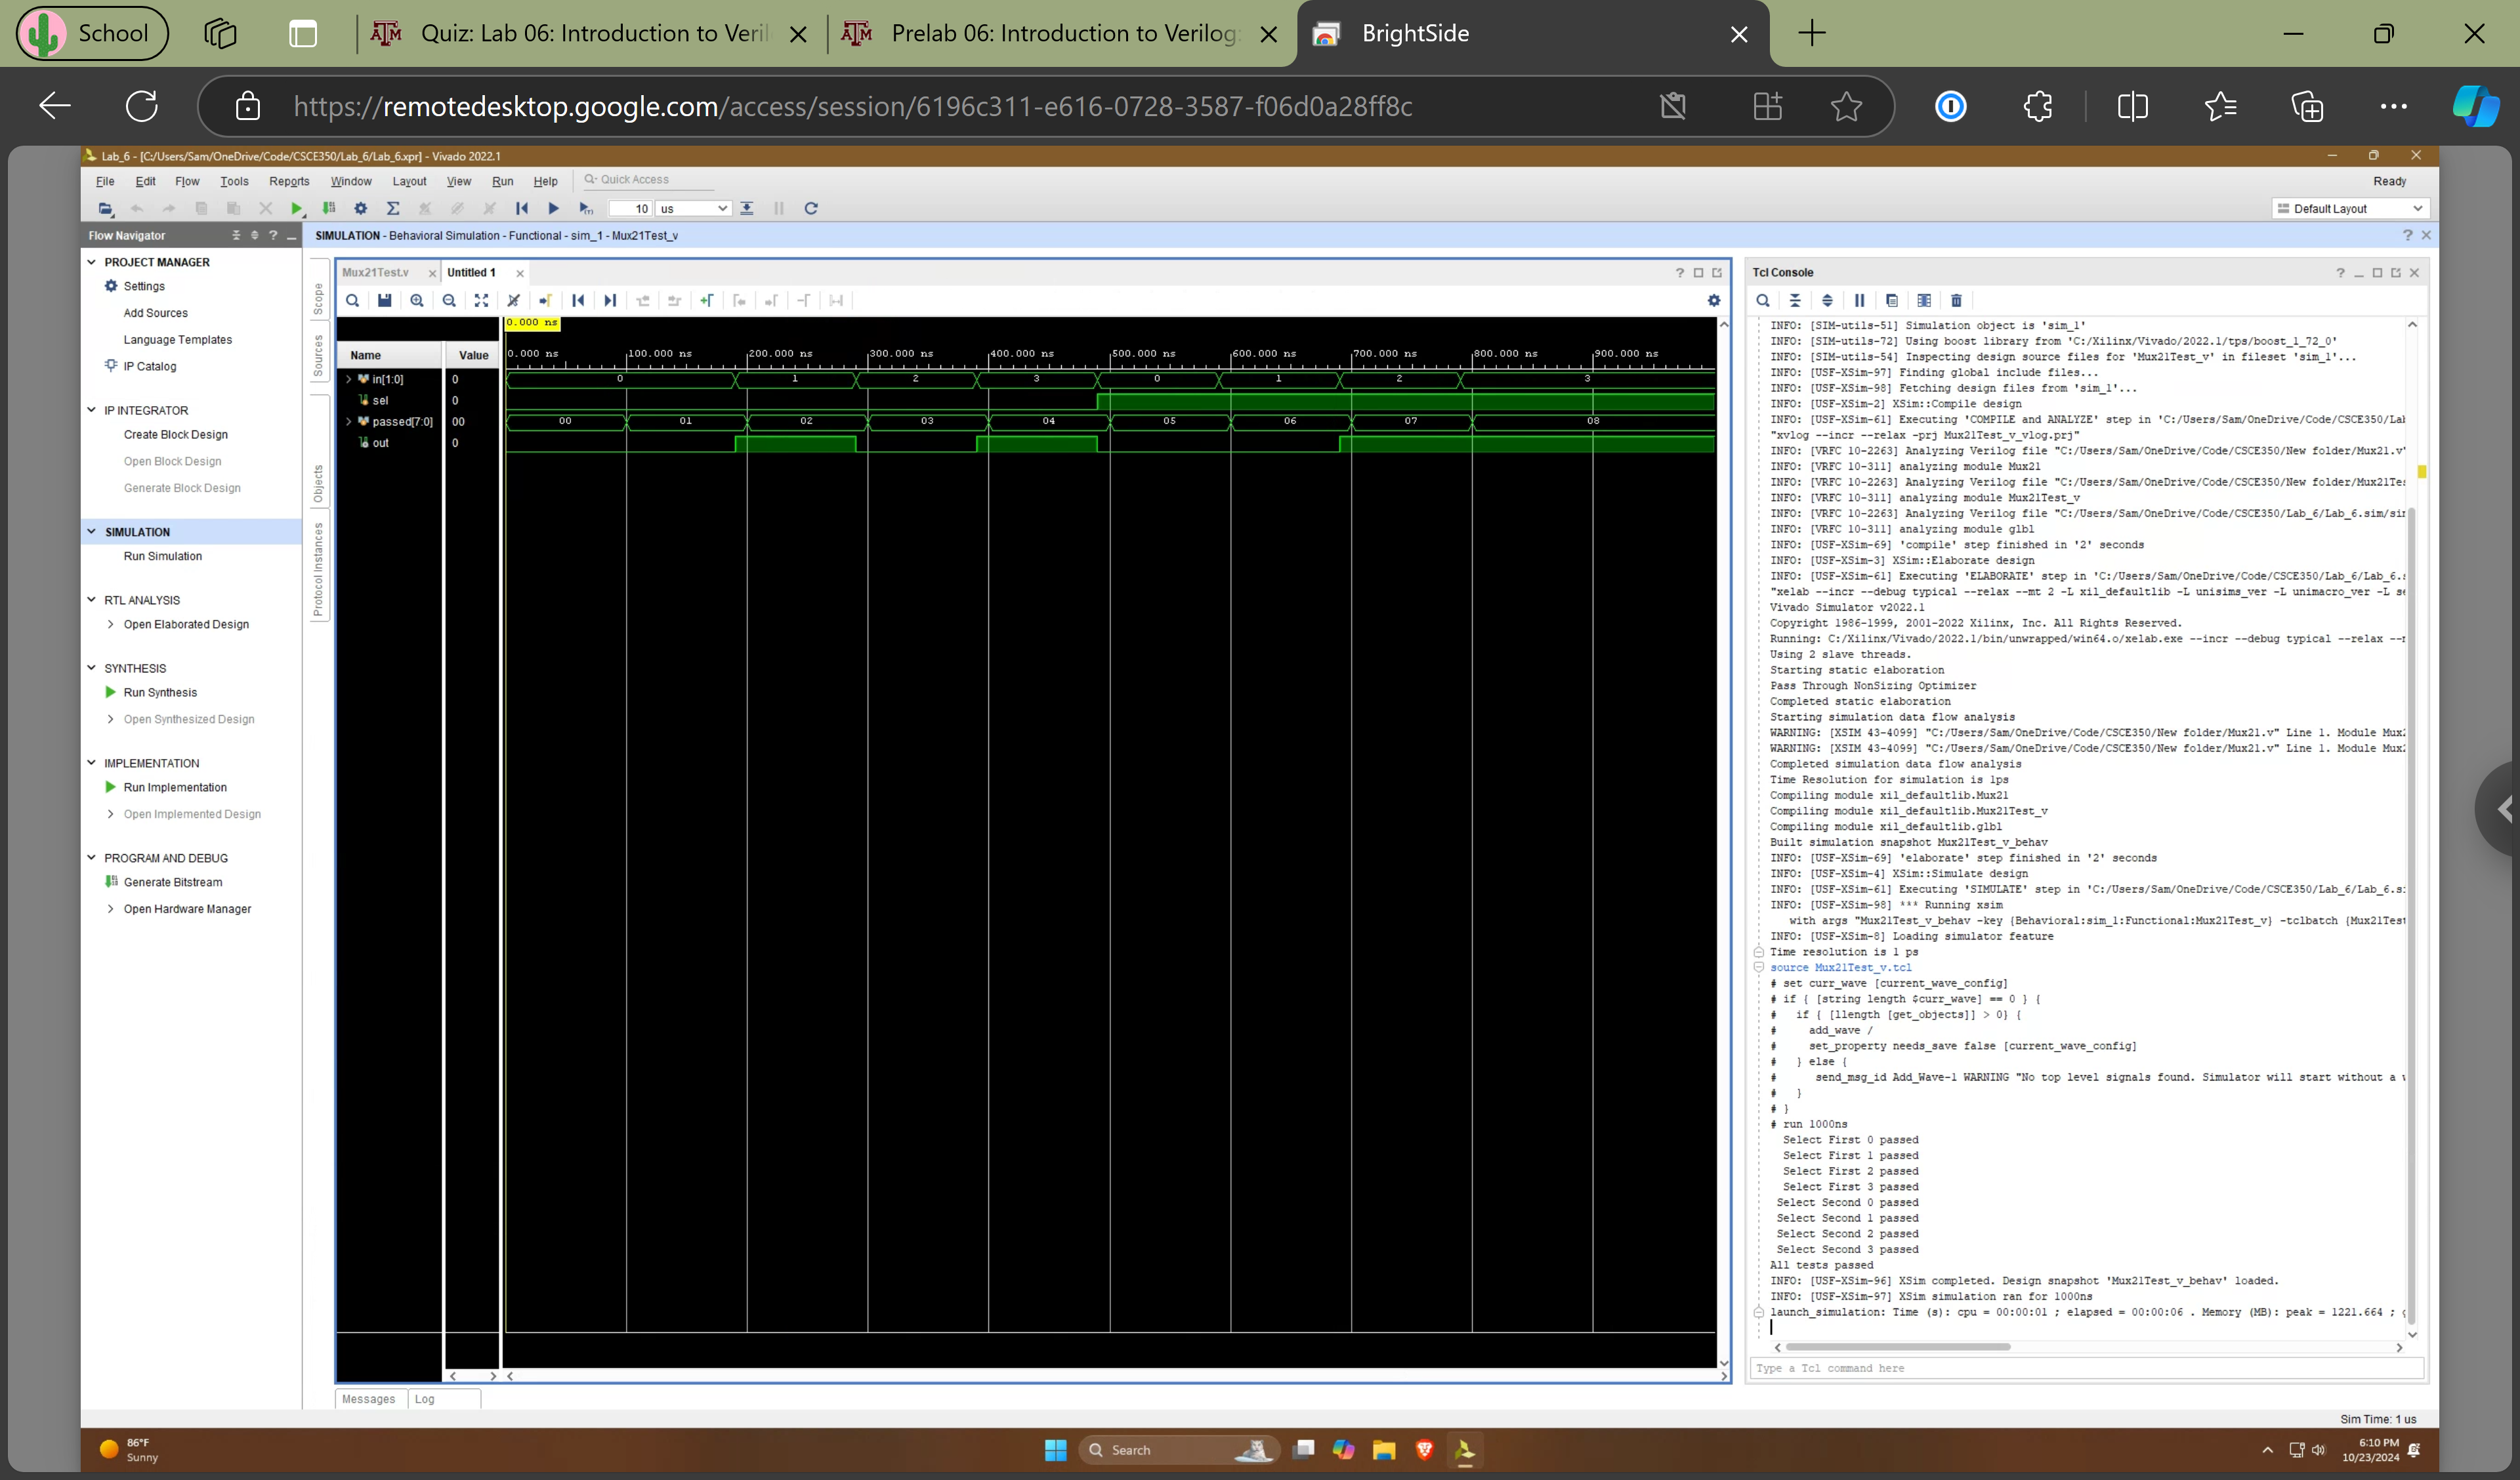 School
Quiz: Lab 06: Introduction to Veril
Prelab 06: Introduction to Verilog:
BrightSide
https://remotedesktop.google.com/access/session/6196c311-e616-0728-3587-f06d0a28ff8c
Lab_6 - [C:/Users/Sam/OneDrive/Code/CSCE350/Lab_6/Lab_6.xpr] - Vivado 2022.1
File Edit Flow Tools Reports Window Layout View Run Help Quick Access
Ready
10 us
Default Layout
Flow Navigator
SIMULATION - Behavioral Simulation - Functional - sim_1 - Mux21Test_v
PROJECT MANAGER
Settings
Add Sources
Language Templates
IP Catalog
IP INTEGRATOR
Create Block Design
Open Block Design
Generate Block Design
SIMULATION
Run Simulation
RTL ANALYSIS
Open Elaborated Design
SYNTHESIS
Run Synthesis
Open Synthesized Design
IMPLEMENTATION
Run Implementation
Open Implemented Design
PROGRAM AND DEBUG
Generate Bitstream
Open Hardware Manager
Scope
Sources
Objects
Protocol Instances
Mux21Test.v
Untitled 1
0.000 ns
Name Value
0.000 ns 100.000 ns 200.000 ns 300.000 ns 400.000 ns 500.000 ns 600.000 ns 700.000 ns 800.000 ns 900.000 ns
in[1:0] 0 0 1 2 3 0 1 2 3
sel 0
passed[7:0] 00 00 01 02 03 04 05 06 07 08
out 0
Messages
Log
Tcl Console
INFO: [SIM-utils-51] Simulation object is 'sim_1'
INFO: [SIM-utils-72] Using boost library from 'C:/Xilinx/Vivado/2022.1/tps/boost_1_72_0'
INFO: [SIM-utils-54] Inspecting design source files for 'Mux21Test_v' in fileset 'sim_1'...
INFO: [USF-XSim-97] Finding global include files...
INFO: [USF-XSim-98] Fetching design files from 'sim_1'...
INFO: [USF-XSim-2] XSim::Compile design
INFO: [USF-XSim-61] Executing 'COMPILE and ANALYZE' step in 'C:/Users/Sam/OneDrive/Code/CSCE350/Lab
"xvlog --incr --relax -prj Mux21Test_v_vlog.prj"
INFO: [VRFC 10-2263] Analyzing Verilog file "C:/Users/Sam/OneDrive/Code/CSCE350/New folder/Mux21.v"
INFO: [VRFC 10-311] analyzing module Mux21
INFO: [VRFC 10-2263] Analyzing Verilog file "C:/Users/Sam/OneDrive/Code/CSCE350/New folder/Mux21Tes
INFO: [VRFC 10-311] analyzing module Mux21Test_v
INFO: [VRFC 10-2263] Analyzing Verilog file "C:/Users/Sam/OneDrive/Code/CSCE350/Lab_6/Lab_6.sim/sim
INFO: [VRFC 10-311] analyzing module glbl
INFO: [USF-XSim-69] 'compile' step finished in '2' seconds
INFO: [USF-XSim-3] XSim::Elaborate design
INFO: [USF-XSim-61] Executing 'ELABORATE' step in 'C:/Users/Sam/OneDrive/Code/CSCE350/Lab_6/Lab_6.s
"xelab --incr --debug typical --relax --mt 2 -L xil_defaultlib -L unisims_ver -L unimacro_ver -L se
Vivado Simulator v2022.1
Copyright 1986-1999, 2001-2022 Xilinx, Inc. All Rights Reserved.
Running: C:/Xilinx/Vivado/2022.1/bin/unwrapped/win64.o/xelab.exe --incr --debug typical --relax --m
Using 2 slave threads.
Starting static elaboration
Pass Through NonSizing Optimizer
Completed static elaboration
Starting simulation data flow analysis
WARNING: [XSIM 43-4099] "C:/Users/Sam/OneDrive/Code/CSCE350/New folder/Mux21.v" Line 1. Module Mux2
WARNING: [XSIM 43-4099] "C:/Users/Sam/OneDrive/Code/CSCE350/New folder/Mux21.v" Line 1. Module Mux2
Completed simulation data flow analysis
Time Resolution for simulation is 1ps
Compiling module xil_defaultlib.Mux21
Compiling module xil_defaultlib.Mux21Test_v
Compiling module xil_defaultlib.glbl
Built simulation snapshot Mux21Test_v_behav
INFO: [USF-XSim-69] 'elaborate' step finished in '2' seconds
INFO: [USF-XSim-4] XSim::Simulate design
INFO: [USF-XSim-61] Executing 'SIMULATE' step in 'C:/Users/Sam/OneDrive/Code/CSCE350/Lab_6/Lab_6.si
INFO: [USF-XSim-98] *** Running xsim
with args "Mux21Test_v_behav -key {Behavioral:sim_1:Functional:Mux21Test_v} -tclbatch {Mux21Test
INFO: [USF-XSim-8] Loading simulator feature
Time resolution is 1 ps
source Mux21Test_v.tcl
# set curr_wave [current_wave_config]
# if { [string length $curr_wave] == 0 } {
# if { [llength [get_objects]] > 0} {
# add_wave /
# set_property needs_save false [current_wave_config]
# } else {
# send_msg_id Add_Wave-1 WARNING "No top level signals found. Simulator will start without a w
# }
# }
# run 1000ns
Select First 0 passed
Select First 1 passed
Select First 2 passed
Select First 3 passed
Select Second 0 passed
Select Second 1 passed
Select Second 2 passed
Select Second 3 passed
All tests passed
INFO: [USF-XSim-96] XSim completed. Design snapshot 'Mux21Test_v_behav' loaded.
INFO: [USF-XSim-97] XSim simulation ran for 1000ns
launch_simulation: Time (s): cpu = 00:00:01 ; elapsed = 00:00:06 . Memory (MB): peak = 1221.664 ; g
Type a Tcl command here
Sim Time: 1 us
86°F
Sunny
Search
6:10 PM
10/23/2024